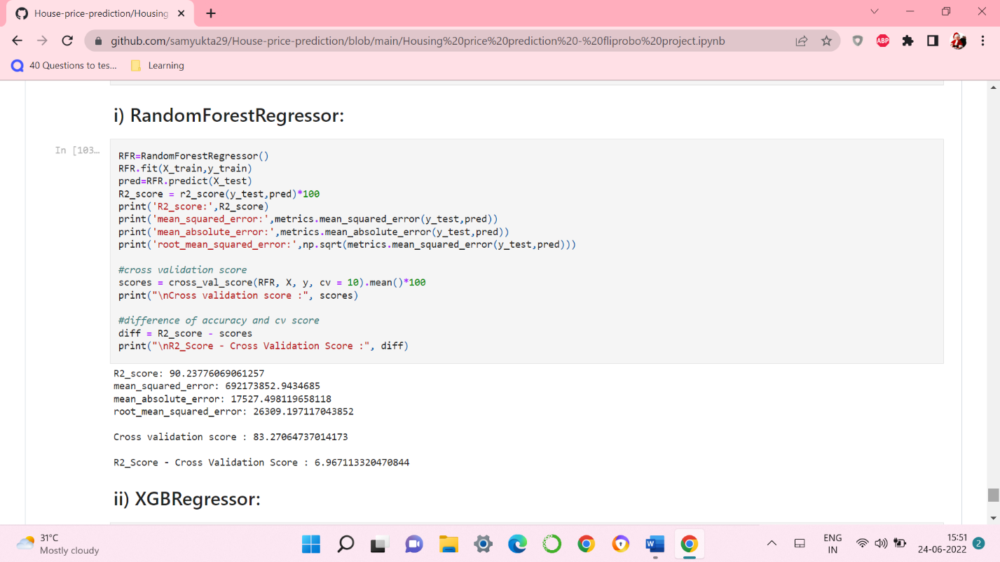 House-price-prediction/Housing
github.com/samyukta29/House-price-prediction/blob/main/Housing%20price%20prediction%20-%20fliprobo%20project.ipynb
ABP
40 Questions to tes...
Learning
i) RandomForestRegressor:
In [103...
RFR=RandomForestRegressor()
RFR.fit(X_train,y_train)
pred=RFR.predict(X_test)
R2_score = r2_score(y_test,pred)*100
print('R2_score:',R2_score)
print('mean_squared_error:',metrics.mean_squared_error(y_test,pred))
print('mean_absolute_error:',metrics.mean_absolute_error(y_test,pred))
print('root_mean_squared_error:',np.sqrt(metrics.mean_squared_error(y_test,pred)))
#cross validation score
scores = cross_val_score(RFR, X, y, cv = 10).mean()*100
print("\nCross validation score :", scores)
#difference of accuracy and cv score
diff = R2_score - scores
print("\nR2_Score - Cross Validation Score :", diff)
R2_score: 90.23776069061257
mean_squared_error: 692173852.9434685
mean_absolute_error: 17527.498119658118
root_mean_squared_error: 26309.197117043852
Cross validation score : 83.27064737014173
R2_Score - Cross Validation Score : 6.967113320470844
ii) XGBRegressor:
31°C
Mostly cloudy
W
ENG
IN
15:51
24-06-2022
2